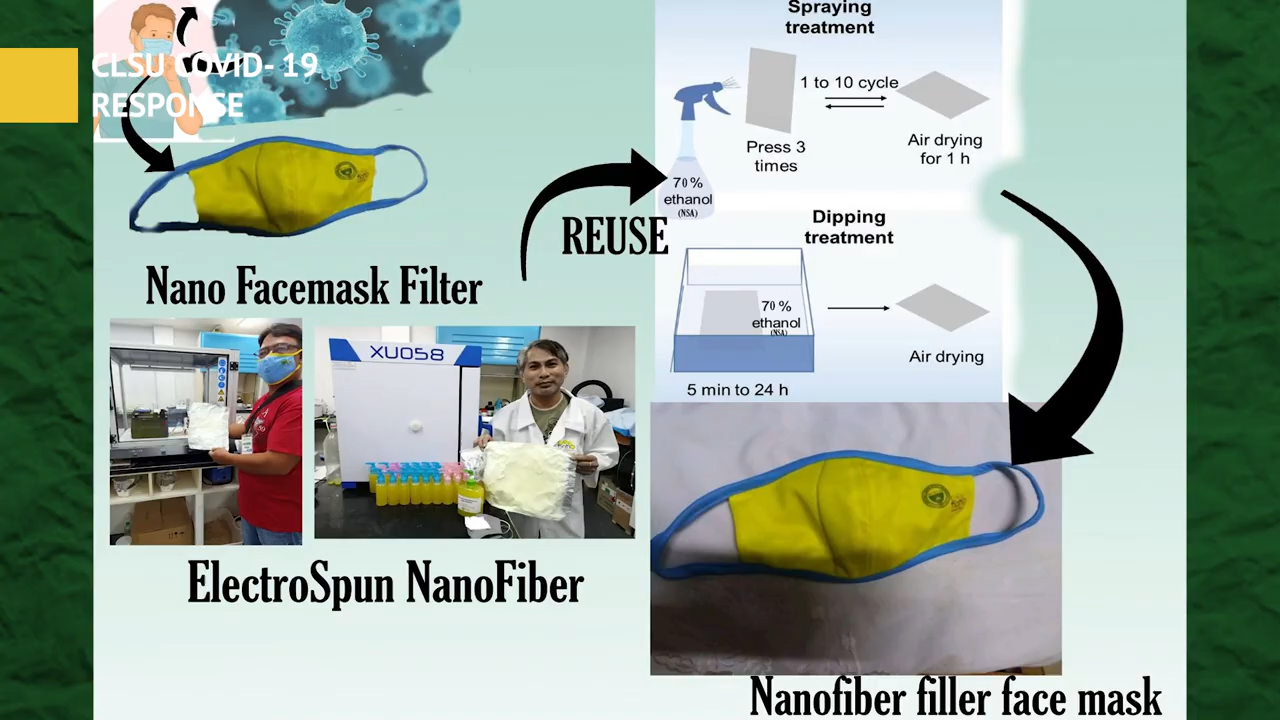 CLSU COVID- 19
RESPONSE
Nano Facemask Filter
XU058
ElectroSpun NanoFiber
REUSE
Spraying
treatment
1 to 10 cycle
Press 3
times
Air drying
for 1 h
70%
ethanol
(NSA)
Dipping
treatment
70%
ethanol
(NSA)
Air drying
5 min to 24 h
Nanofiber filler face mask